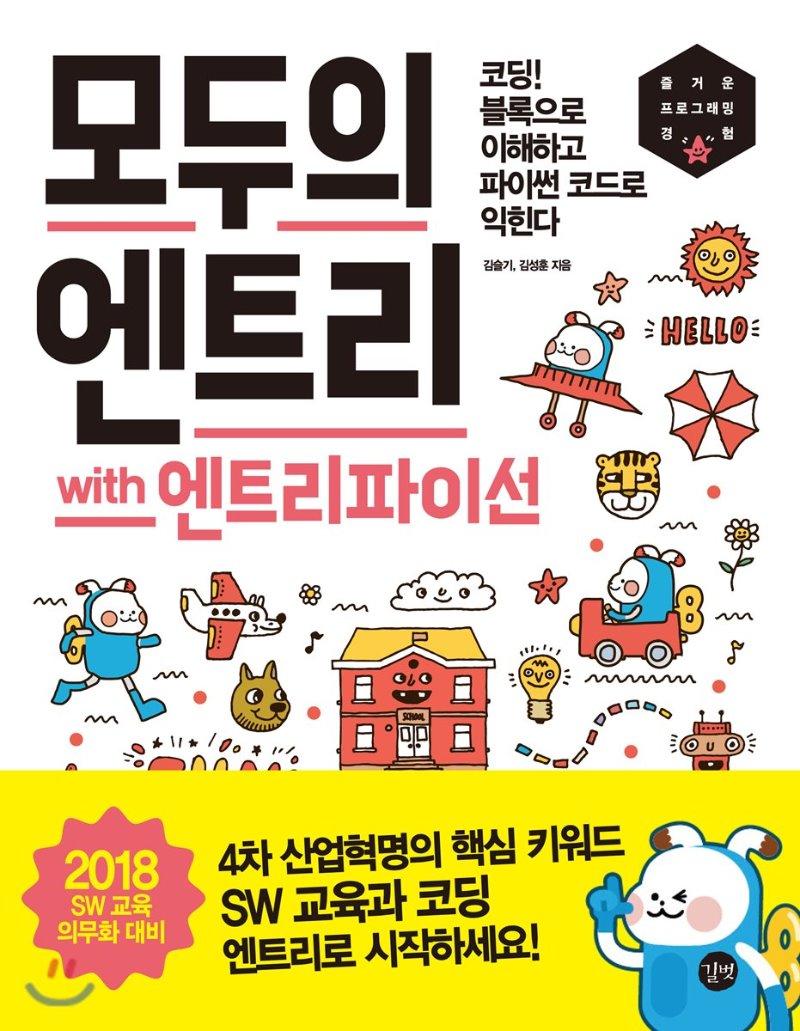 모두의
엔트리
with 엔트리파이선
코딩!
블록으로
이해하고
파이썬 코드로
익힌다
김슬기, 김성훈 지음
즐거운
프로그래밍
경험
HELLO
SCHOOL
2018
SW 교육
의무화 대비
4차 산업혁명의 핵심 키워드
SW 교육과 코딩
엔트리로 시작하세요!
길벗